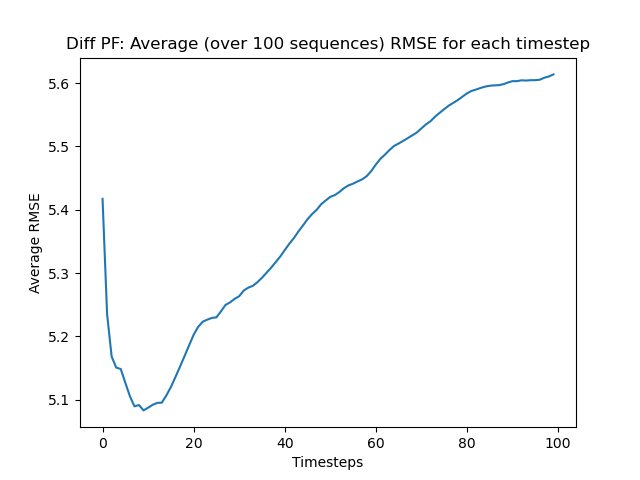 Diff PF: Average (over 100 sequences) RMSE for each timestep
5.6
5.5
5.4
5.3
5.2
5.1
Average RMSE
0 20 40 60 80 100
Timesteps